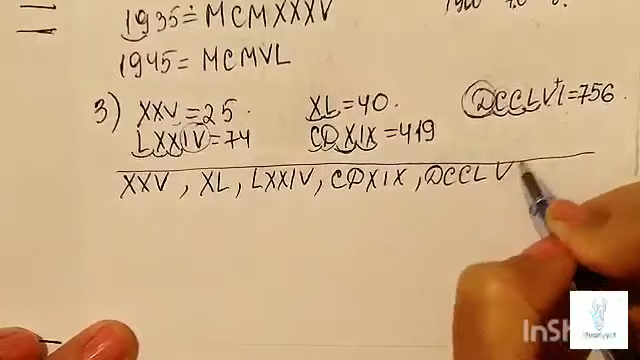 1935 = MCMXXXV
1945 = MCMVL
3) XXV = 25. XL = 40. DCCLVI = 756.
LXXIV = 74 CDXIX = 419
XXV, XL, LXXIV, CDXIX, DCCLV
InSh